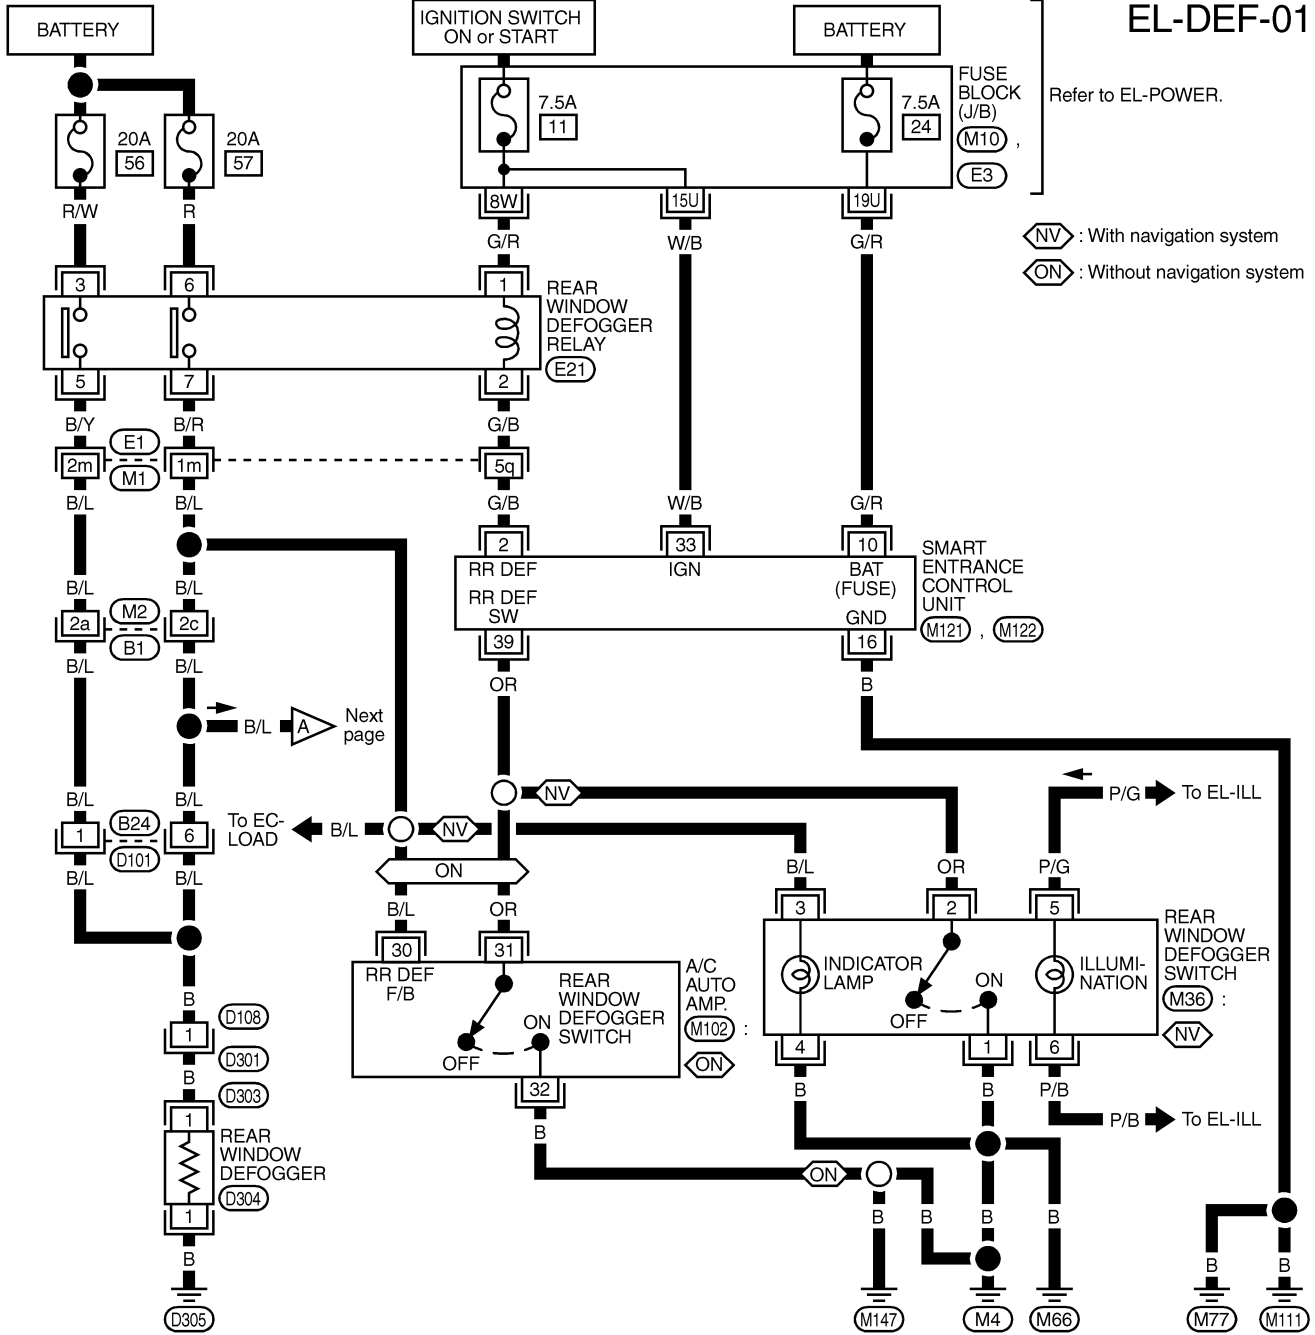 EL-DEF-01
BATTERY
IGNITION SWITCH
ON or START
BATTERY
FUSE
BLOCK
(J/B)
M10 ,
E3
Refer to EL-POWER.
20A
56
20A
57
7.5A
11
7.5A
24
R/W
R
8W
15U
19U
G/R
W/B
G/R
NV : With navigation system
ON : Without navigation system
3
6
1
REAR
WINDOW
DEFOGGER
RELAY
E21
5
7
2
B/Y
B/R
G/B
E1
M1
2m
1m
5q
B/L
B/L
G/B
W/B
G/R
2
33
10
RR DEF
IGN
BAT
(FUSE)
RR DEF
SW
GND
SMART
ENTRANCE
CONTROL
UNIT
M121 , M122
39
16
B/L
B/L
M2
B1
2a
2c
B/L
B/L
OR
B
B/L
A
Next
page
B/L
B/L
B24
D101
1
6
To EC-
LOAD
B/L
NV
NV
P/G
To EL-ILL
B/L
B/L
ON
B/L
OR
P/G
B/L
OR
3
2
5
30
31
RR DEF
F/B
REAR
WINDOW
DEFOGGER
SWITCH
ON
OFF
A/C
AUTO
AMP.
M102 :
ON
INDICATOR
LAMP
ON
OFF
ILLUMI-
NATION
REAR
WINDOW
DEFOGGER
SWITCH
M36 :
NV
4
1
6
32
B
B
B
P/B
P/B
To EL-ILL
B
D108
1
D301
B
D303
1
REAR
WINDOW
DEFOGGER
D304
1
B
D305
ON
B
B
B
B
B
B
M147
M4
M66
M77
M111